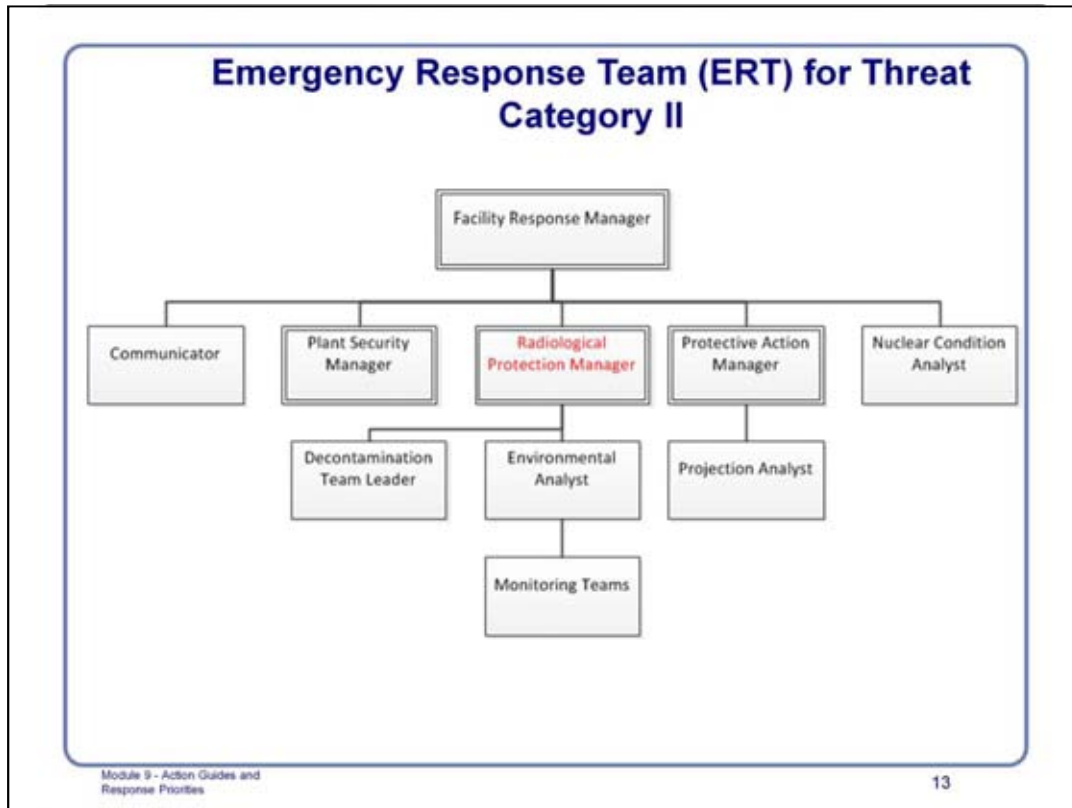 Emergency Response Team (ERT) for Threat
Category II
Facility Response Manager
Communicator
Plant Security
Manager
Radiological
Protection Manager
Protective Action
Manager
Nuclear Condition
Analyst
Decontamination
Team Leader
Environmental
Analyst
Projection Analyst
Monitoring Teams
Module 9 - Action Guides and
Response Priorities
13